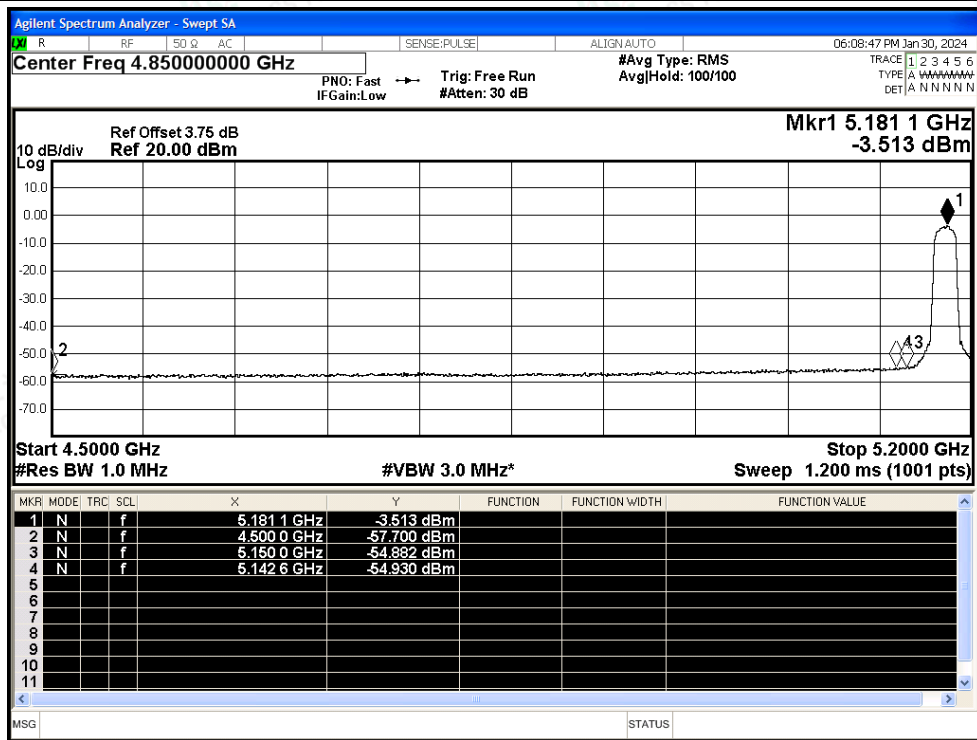 Agilent Spectrum Analyzer - Swept SA
LXI R RF 50 Ω AC SENSE:PULSE ALIGN AUTO 06:08:47 PM Jan 30, 2024
Center Freq 4.850000000 GHz
PNO: Fast
IFGain:Low
Trig: Free Run
#Atten: 30 dB
#Avg Type: RMS
Avg|Hold: 100/100
TRACE 1 2 3 4 5 6
TYPE A WWWWW
DET A N N N N N
Mkr1 5.181 1 GHz
-3.513 dBm
Ref Offset 3.75 dB
10 dB/div Ref 20.00 dBm
Log
10.0
0.00
-10.0
-20.0
-30.0
-40.0
-50.0
-60.0
-70.0
1
2
4 3
Start 4.5000 GHz Stop 5.2000 GHz
#Res BW 1.0 MHz #VBW 3.0 MHz* Sweep 1.200 ms (1001 pts)
MKR MODE TRC SCL X Y FUNCTION FUNCTION WIDTH FUNCTION VALUE
1 N f 5.181 1 GHz -3.513 dBm
2 N f 4.500 0 GHz -57.700 dBm
3 N f 5.150 0 GHz -54.882 dBm
4 N f 5.142 6 GHz -54.930 dBm
5
6
7
8
9
10
11
MSG STATUS